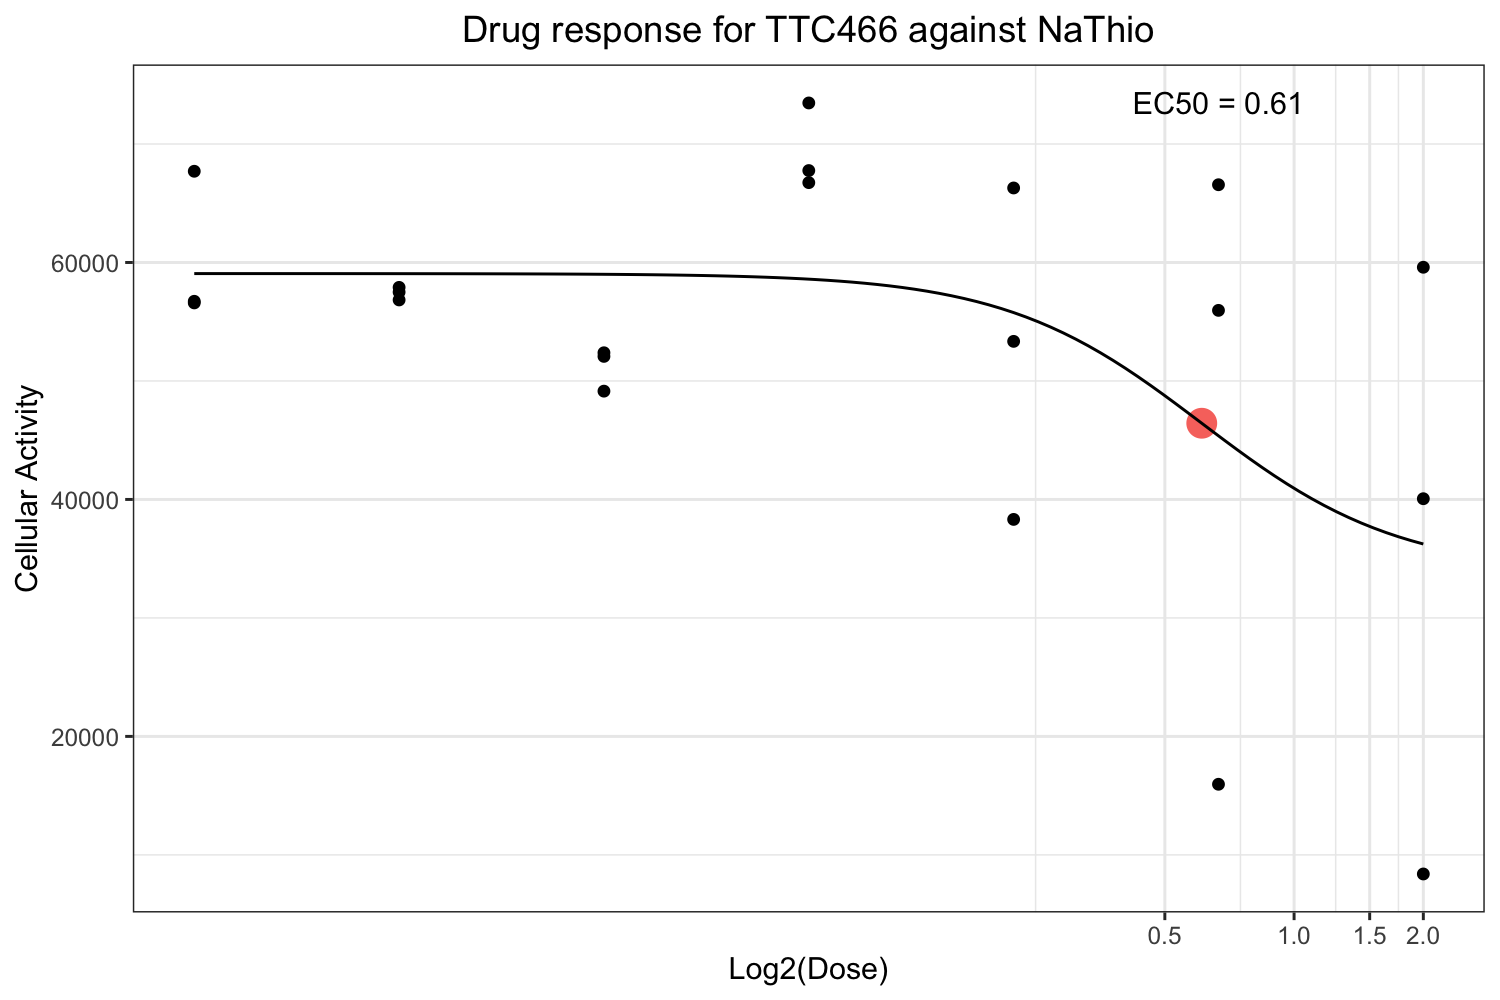 Drug response for TTC466 against NaThio
EC50 = 0.61
60000
40000
20000
Cellular Activity
0.5 1.0 1.5 2.0
Log2(Dose)